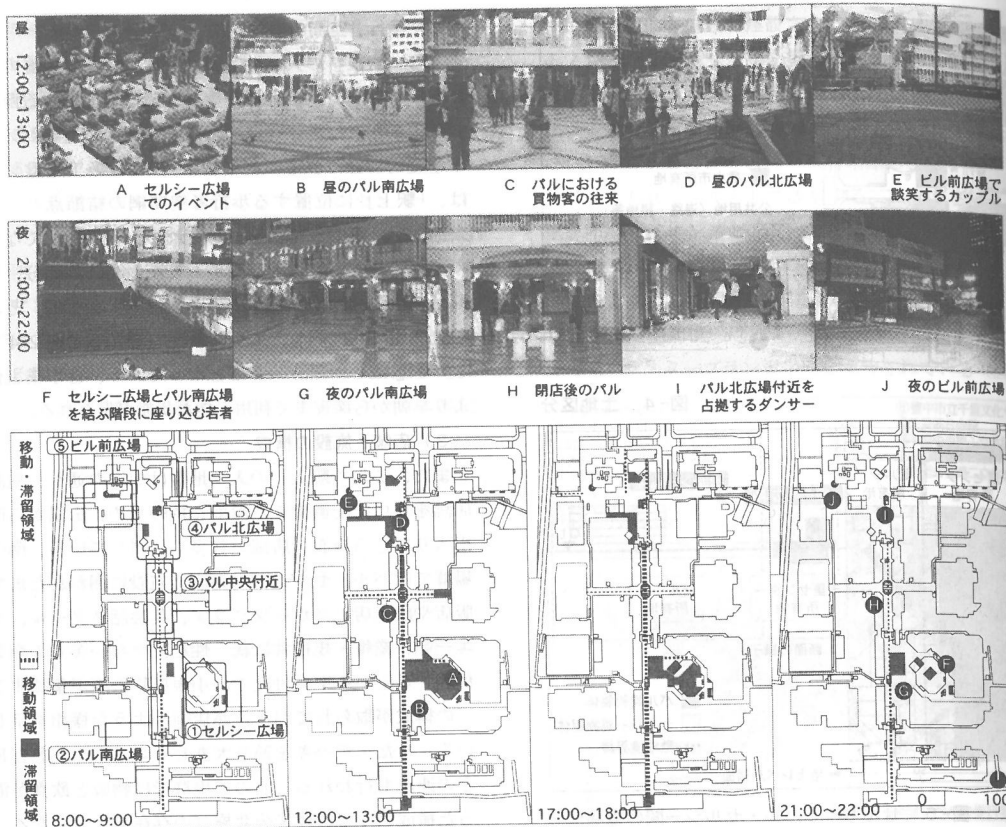 昼 12:00~13:00
A セルシー広場
でのイベント
B 昼のパル南広場
C パルにおける
買物客の往来
D 昼のパル北広場
E ビル前広場で
談笑するカップル
夜 21:00~22:00
F セルシー広場とパル南広場
を結ぶ階段に座り込む若者
G 夜のパル南広場
H 閉店後のパル
I パル北広場付近を
占拠するダンサー
J 夜のビル前広場
移動・滞留領域
移動領域
滞留領域
⑤ビル前広場
④パル北広場
③パル中央付近
①セルシー広場
②パル南広場
8:00~9:00
E
D
C
A
B
12:00~13:00
17:00~18:00
J
I
H
F
G
21:00~22:00
0 100